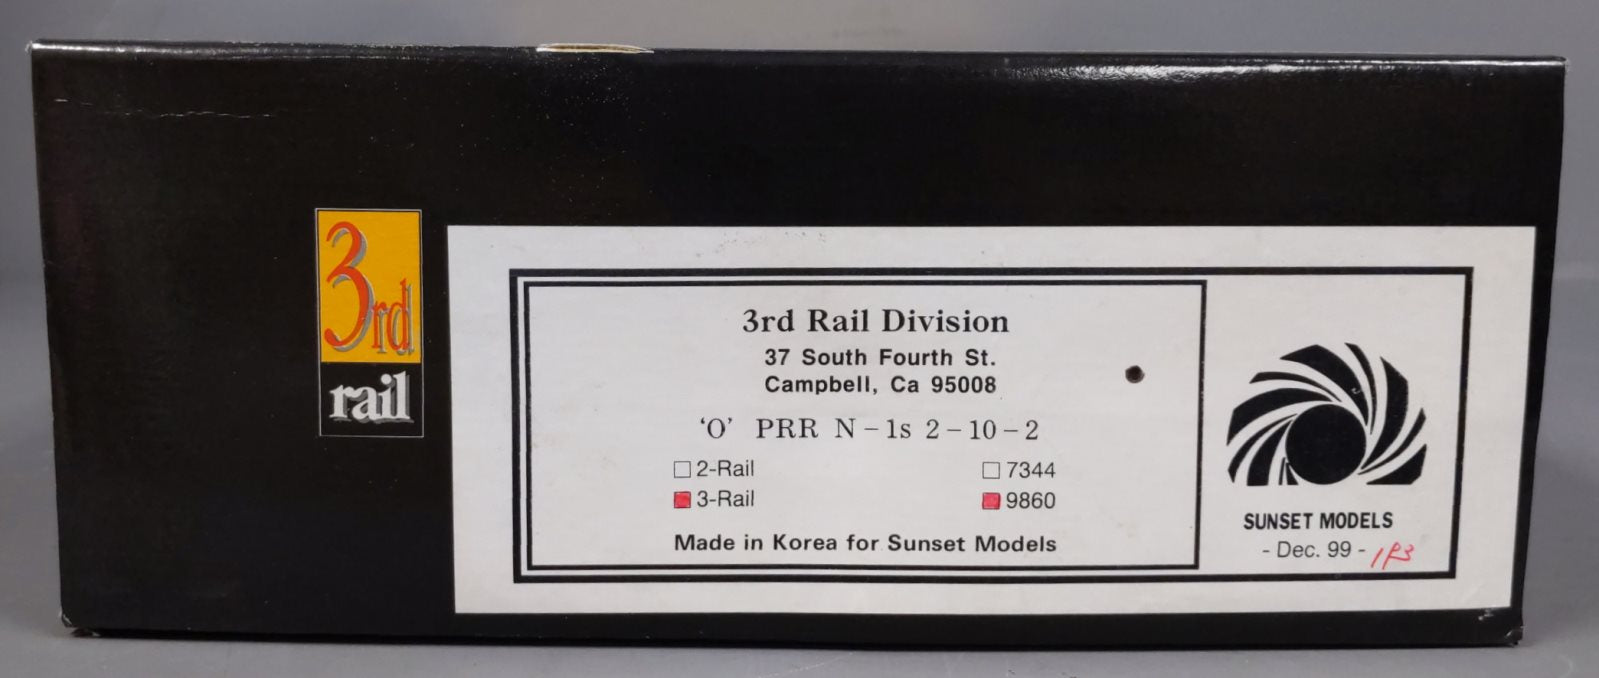 3rd
rail
3rd Rail Division
37 South Fourth St.
Campbell, Ca 95008
‘O’ PRR N-1s 2-10-2
2-Rail 7344
3-Rail 9860
Made in Korea for Sunset Models
SUNSET MODELS
- Dec. 99 -